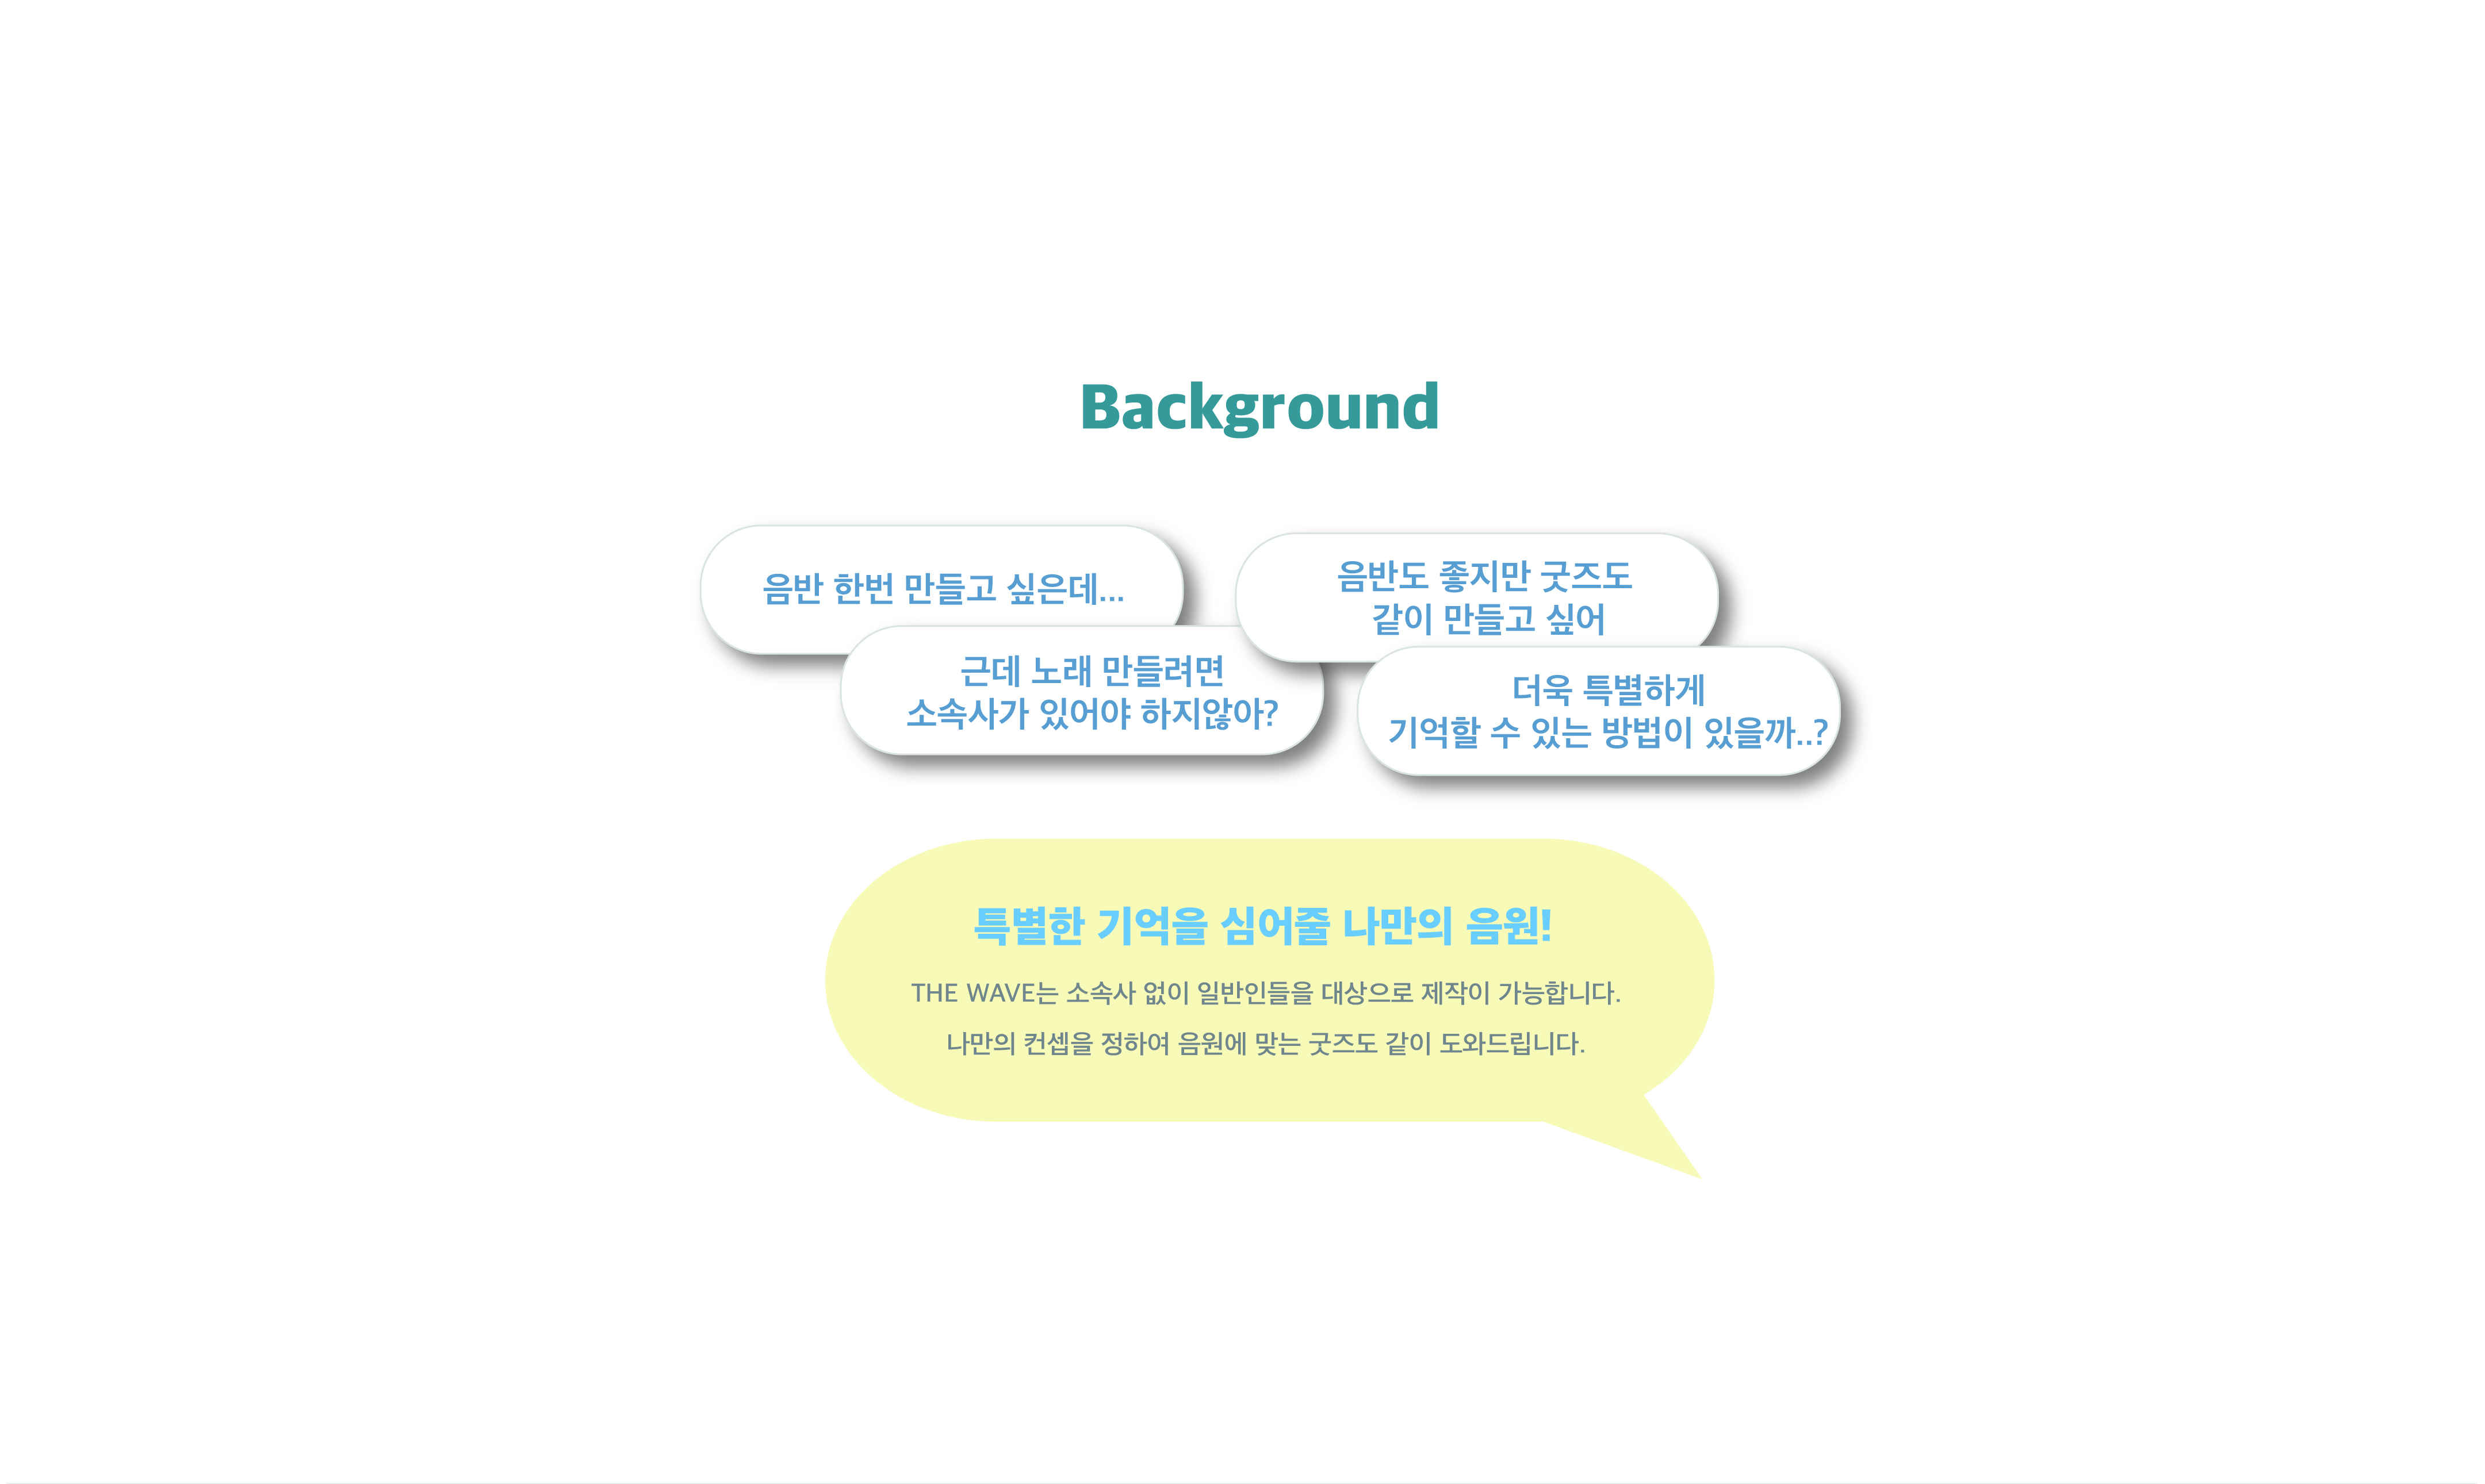 Background
음반 한번 만들고 싶은데...
근데 노래 만들려면
소속사가 있에야 하지않아?
음반도 좋지만 굿즈도
같이 만들고 싶어
더욱 특별하게
기억할 수 있는 방법이 있을까..?
특별한 기억을 심어줄 나만의 음원!
THE WAVE는 소속사 없이 일반인들을 대상으로 제작이 가능합니다.
나만의 컨셉을 정하여 음원에 맞는 굿즈도 같이 도와드립니다.